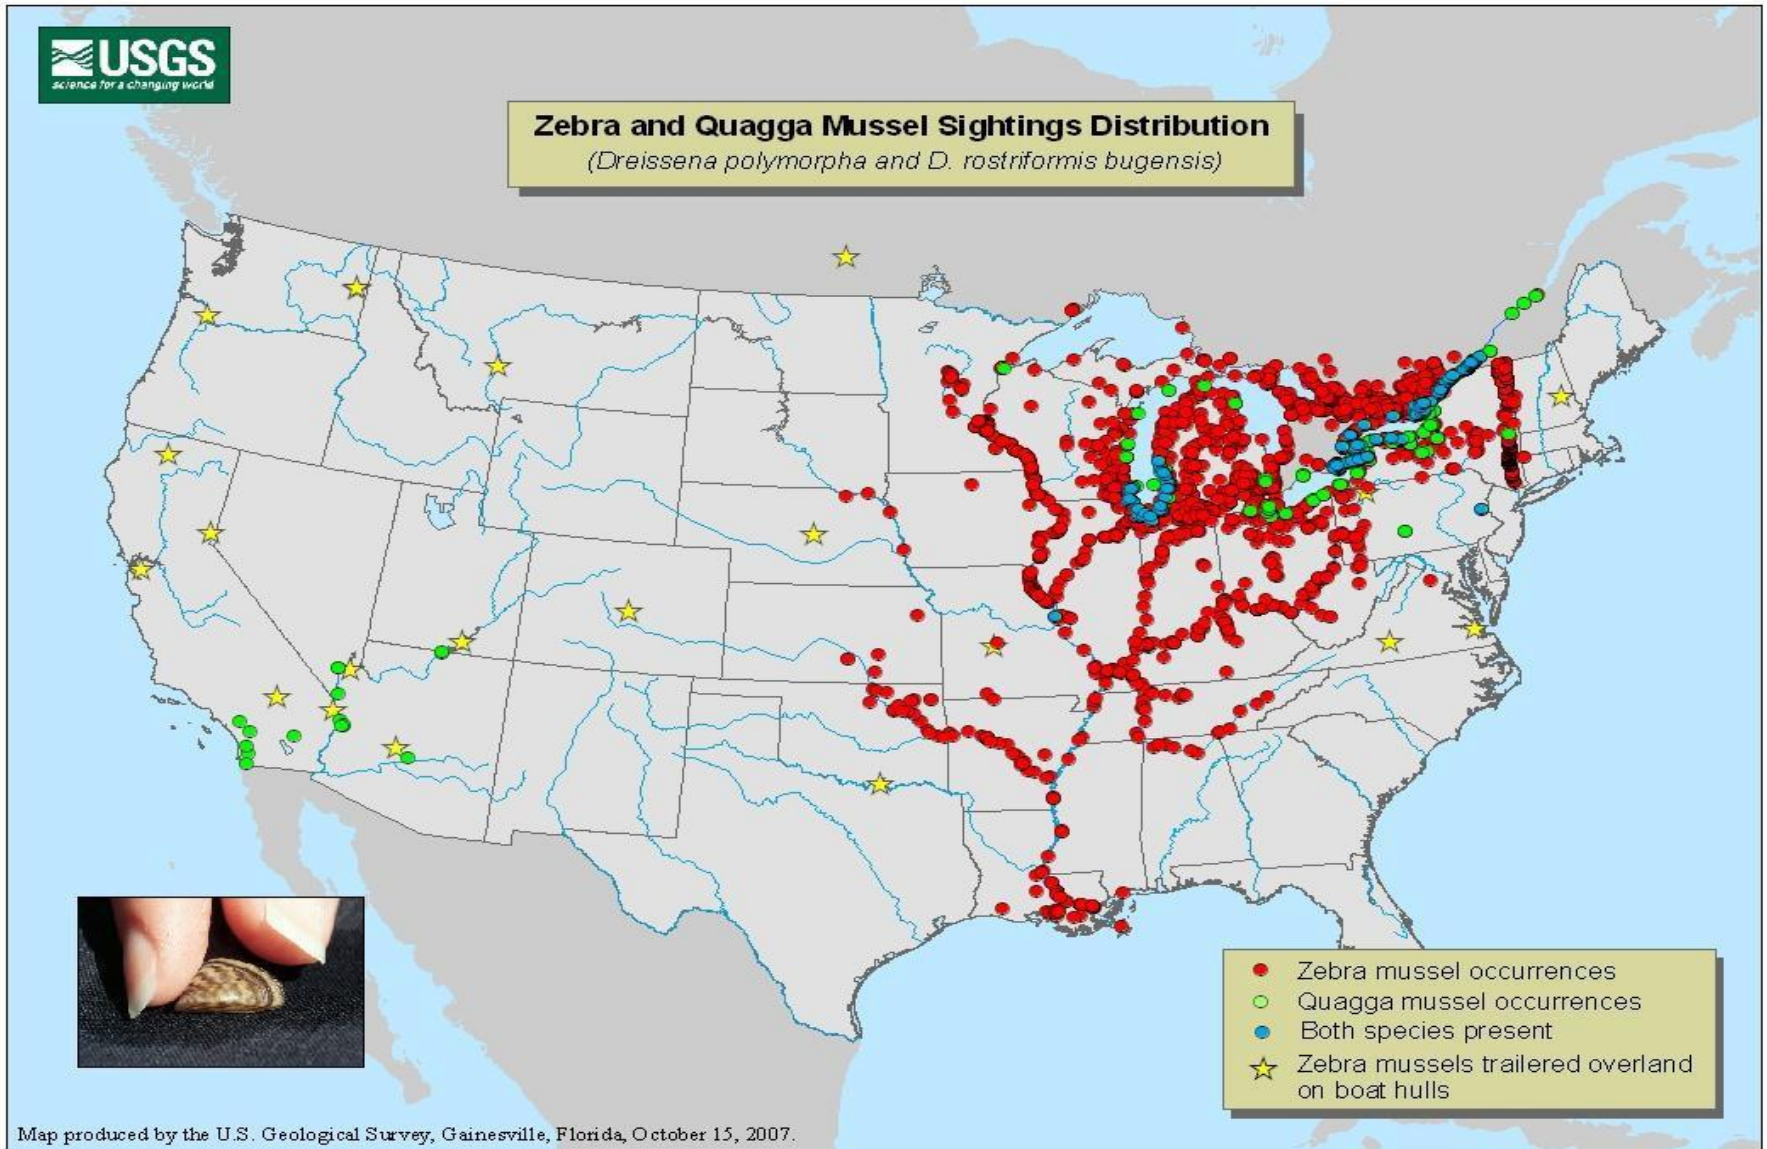 USGS
science for a changing world
Zebra and Quagga Mussel Sightings Distribution
(Dreissena polymorpha and D. rostriformis bugensis)
Zebra mussel occurrences
Quagga mussel occurrences
Both species present
Zebra mussels trailered overland
on boat hulls
Map produced by the U.S. Geological Survey, Gainesville, Florida, October 15, 2007.